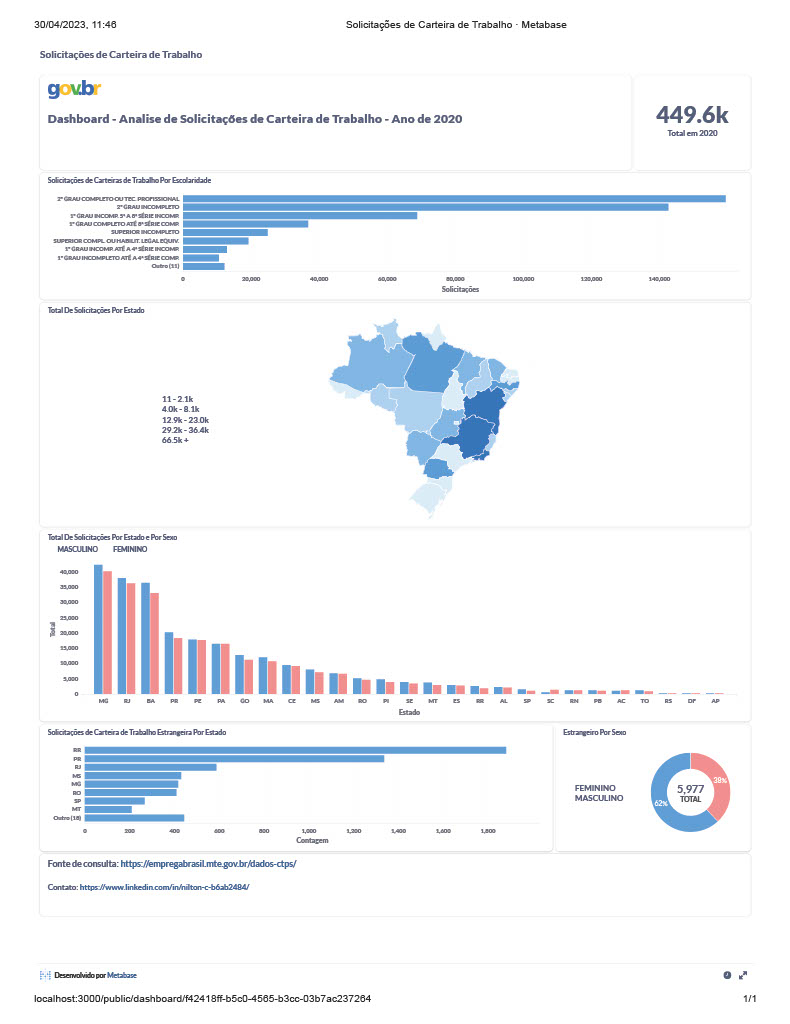 30/04/2023, 11:46
Solicitações de Carteira de Trabalho · Metabase
Solicitações de Carteira de Trabalho
gov.br
Dashboard - Analise de Solicitações de Carteira de Trabalho - Ano de 2020
449.6k
Total em 2020
Solicitações de Carteiras de Trabalho Por Escolaridade
2º GRAU COMPLETO OU TEC. PROFISSIONAL
2º GRAU INCOMPLETO
1º GRAU INCOMP. 5ª A 8ª SÉRIE INCOMP.
1º GRAU COMPLETO ATÉ 8ª SÉRIE COMP.
SUPERIOR INCOMPLETO
SUPERIOR COMPL. OU HABILIT. LEGAL EQUIV.
1º GRAU INCOMP. ATÉ A 4ª SÉRIE INCOMP.
1º GRAU INCOMPLETO ATÉ A 4ª SÉRIE COMP.
Outro (11)
0 20,000 40,000 60,000 80,000 100,000 120,000 140,000
Solicitações
Total De Solicitações Por Estado
11 - 2.1k
4.0k - 8.1k
12.9k - 23.0k
29.2k - 36.4k
66.5k +
Total De Solicitações Por Estado e Por Sexo
MASCULINO FEMININO
40,000
35,000
30,000
25,000
20,000
15,000
10,000
5,000
0
Total
MG RJ BA PR PE PA GO MA CE MS AM RO PI SE MT ES RR AL SP SC RN PB AC TO RS DF AP
Estado
Solicitações de Carteira de Trabalho Estrangeira Por Estado
RR
PR
RJ
MS
MG
RO
SP
MT
Outro (18)
0 200 400 600 800 1,000 1,200 1,400 1,600 1,800
Contagem
Estrangeiro Por Sexo
FEMININO
MASCULINO
38%
62%
5,977
TOTAL
Fonte de consulta: https://empregabrasil.mte.gov.br/dados-ctps/
Contato: https://www.linkedin.com/in/nilton-c-b6ab2484/
Desenvolvido por Metabase
localhost:3000/public/dashboard/f42418ff-b5c0-4565-b3cc-03b7ac237264
1/1